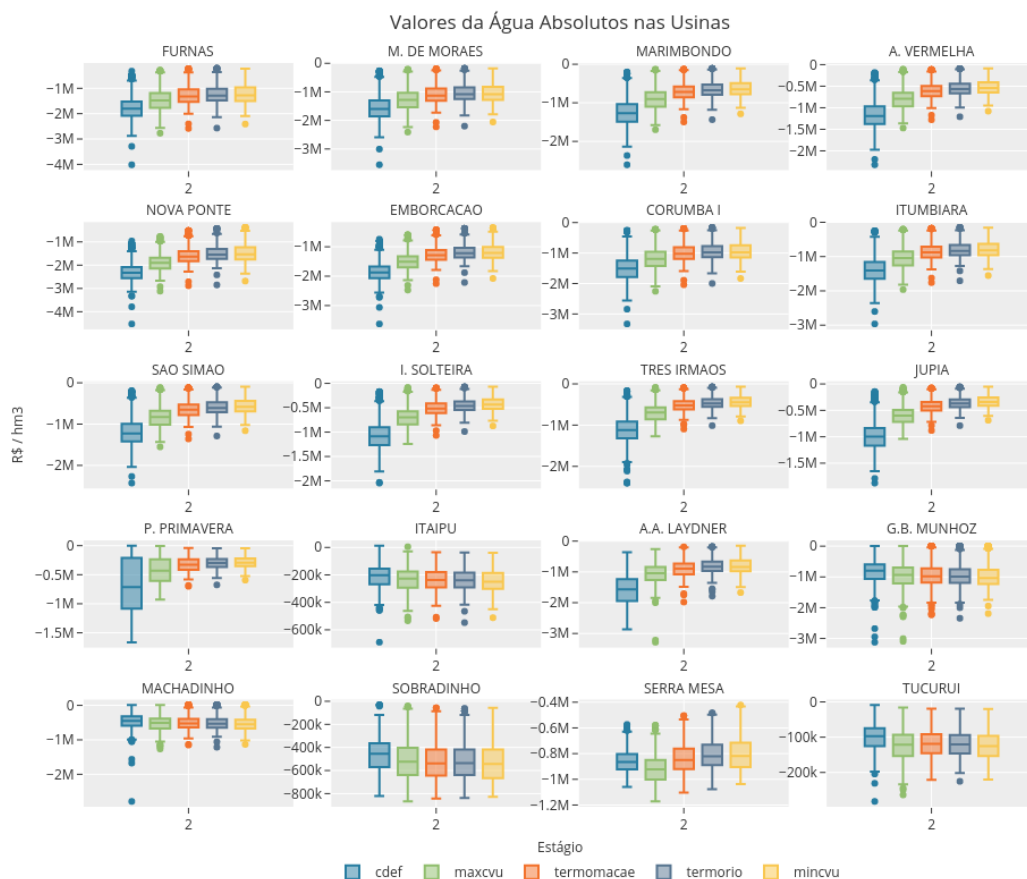 Valores da Água Absolutos nas Usinas
FURNAS
M. DE MORAES
MARIMBONDO
A. VERMELHA
−1M
−2M
−3M
−4M
2
0
−1M
−2M
−3M
2
0
−1M
−2M
2
0
−0.5M
−1M
−1.5M
−2M
2
NOVA PONTE
EMBORCACAO
CORUMBA I
ITUMBIARA
−1M
−2M
−3M
−4M
2
−1M
−2M
−3M
2
0
−1M
−2M
−3M
2
0
−1M
−2M
−3M
2
SAO SIMAO
I. SOLTEIRA
TRES IRMAOS
JUPIA
0
−1M
−2M
2
0
−0.5M
−1M
−1.5M
−2M
2
0
−1M
−2M
2
0
−0.5M
−1M
−1.5M
2
R$ / hm3
P. PRIMAVERA
ITAIPU
A.A. LAYDNER
G.B. MUNHOZ
0
−0.5M
−1M
−1.5M
2
0
−200k
−400k
−600k
2
0
−1M
−2M
−3M
2
0
−1M
−2M
−3M
2
MACHADINHO
SOBRADINHO
SERRA MESA
TUCURUI
0
−1M
−2M
2
0
−200k
−400k
−600k
−800k
2
−0.4M
−0.6M
−0.8M
−1M
−1.2M
2
0
−100k
−200k
2
Estágio
cdef
maxcvu
termomacae
termorio
mincvu